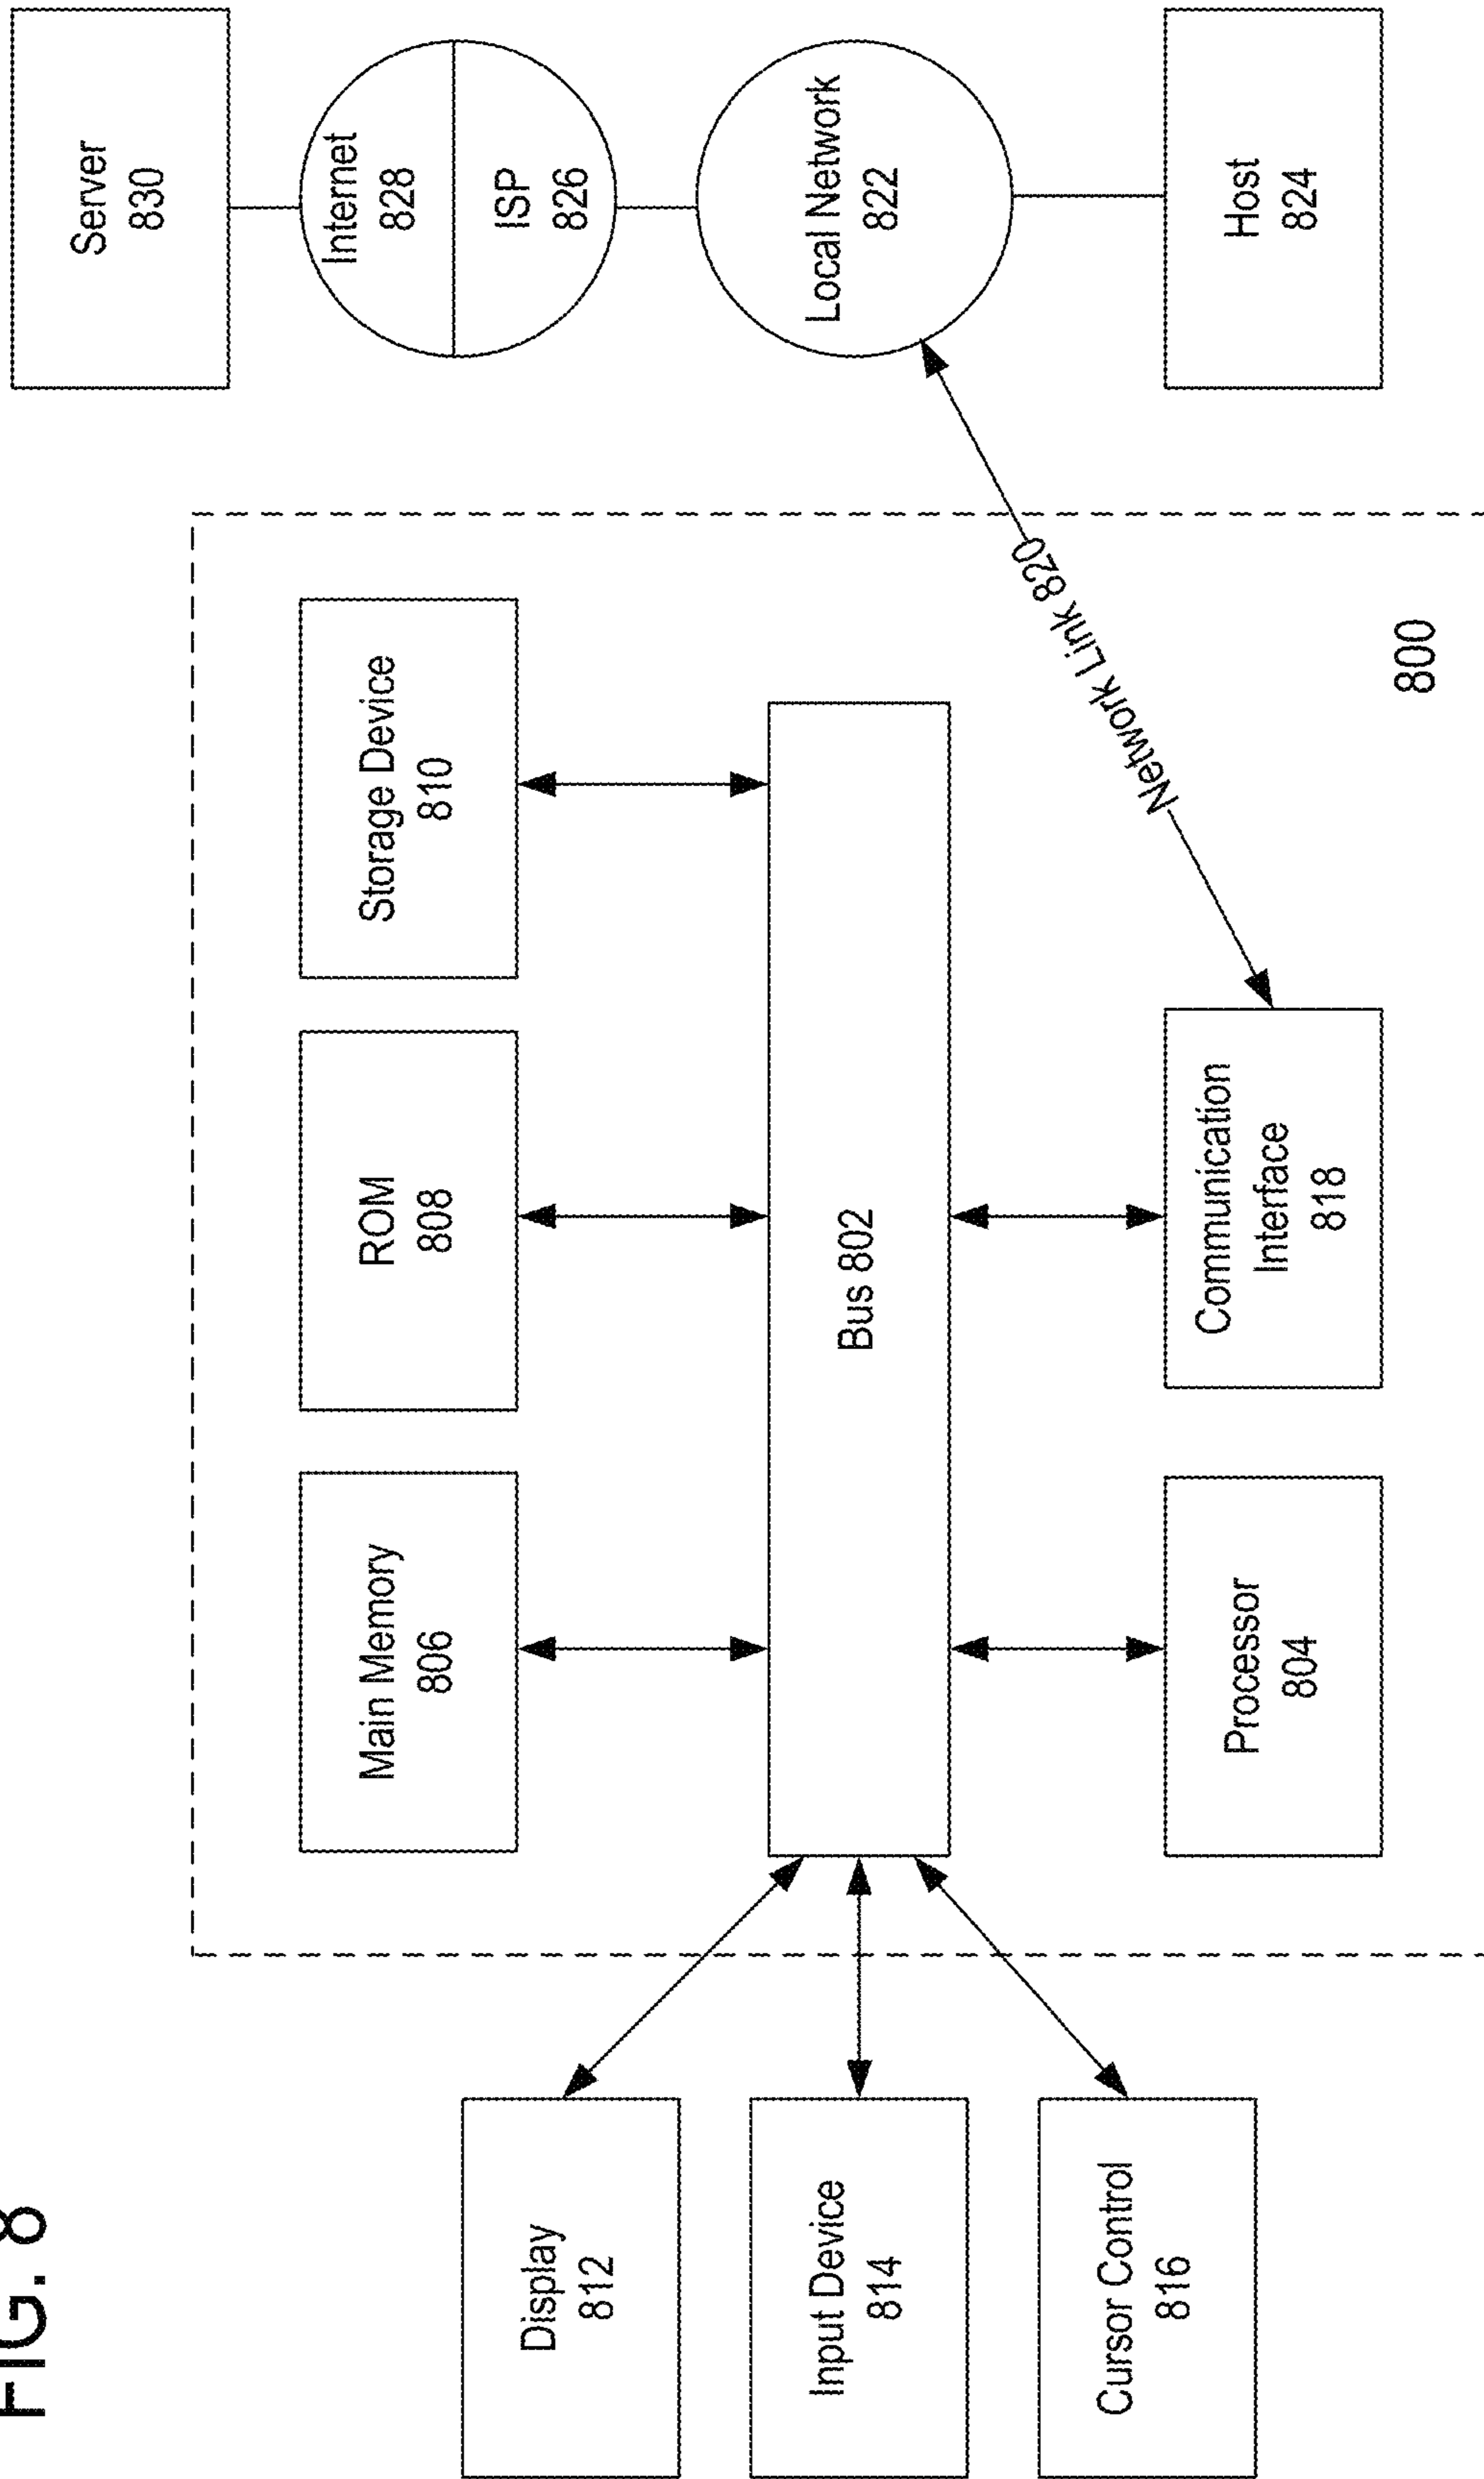 FIG. 8
Display
812
Input Device
814
Cursor Control
816
Main Memory
806
ROM
808
Storage Device
810
Bus 802
Processor
804
Communication
Interface
818
Network Link 820
800
Server
830
Internet
828
ISP
826
Local Network
822
Host
824